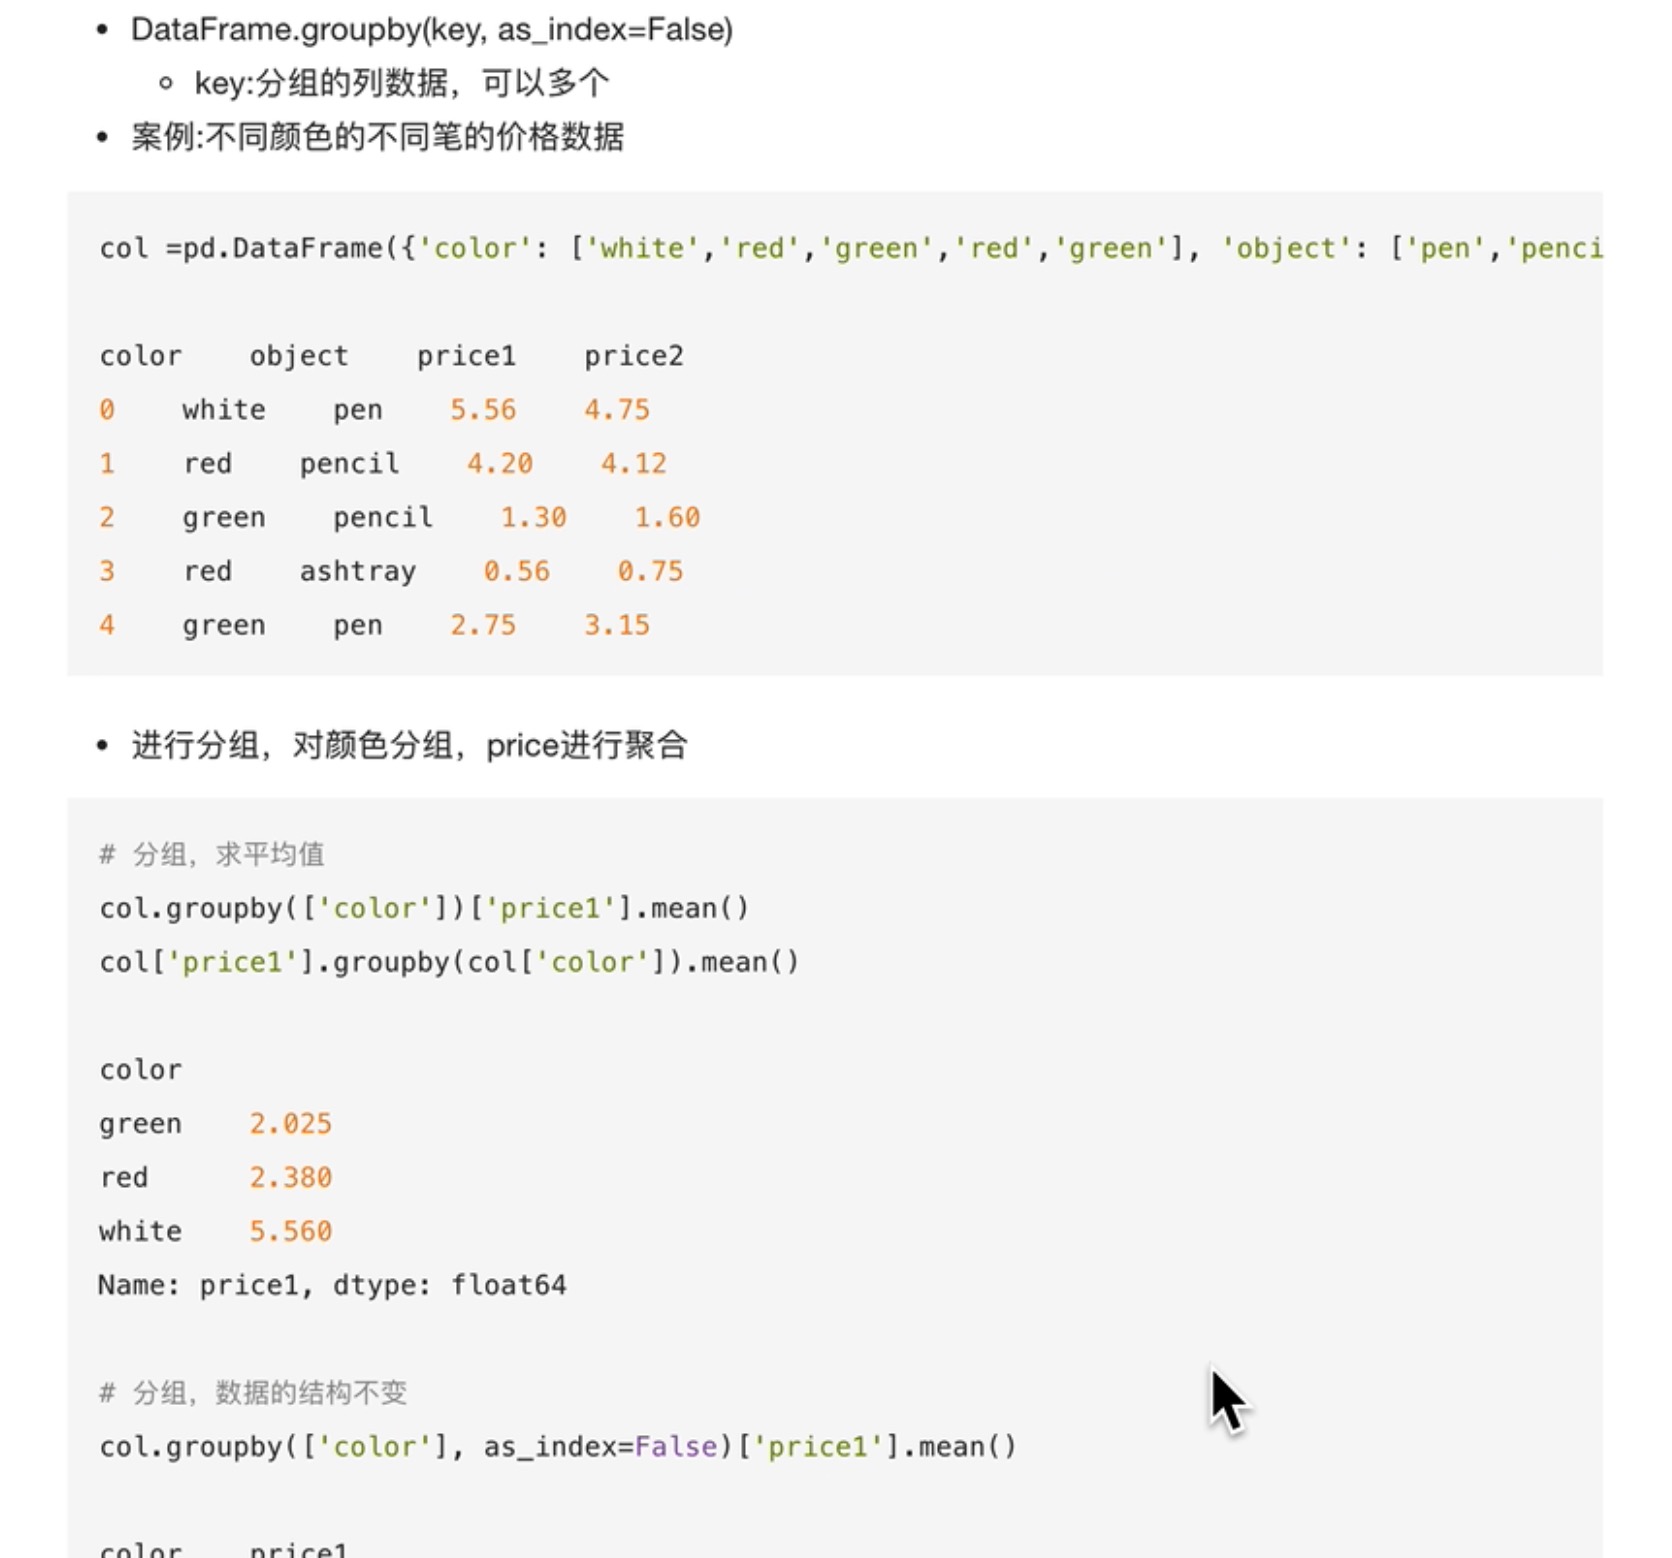 DataFrame.groupby(key, as_index=False)
key:分组的列数据，可以多个
案例:不同颜色的不同笔的价格数据
col =pd.DataFrame({'color': ['white','red','green','red','green'], 'object': ['pen','penci
color object price1 price2
0 white pen 5.56 4.75
1 red pencil 4.20 4.12
2 green pencil 1.30 1.60
3 red ashtray 0.56 0.75
4 green pen 2.75 3.15
进行分组，对颜色分组，price进行聚合
# 分组，求平均值
col.groupby(['color'])['price1'].mean()
col['price1'].groupby(col['color']).mean()
color
green 2.025
red 2.380
white 5.560
Name: price1, dtype: float64
# 分组，数据的结构不变
col.groupby(['color'], as_index=False)['price1'].mean()
color price1